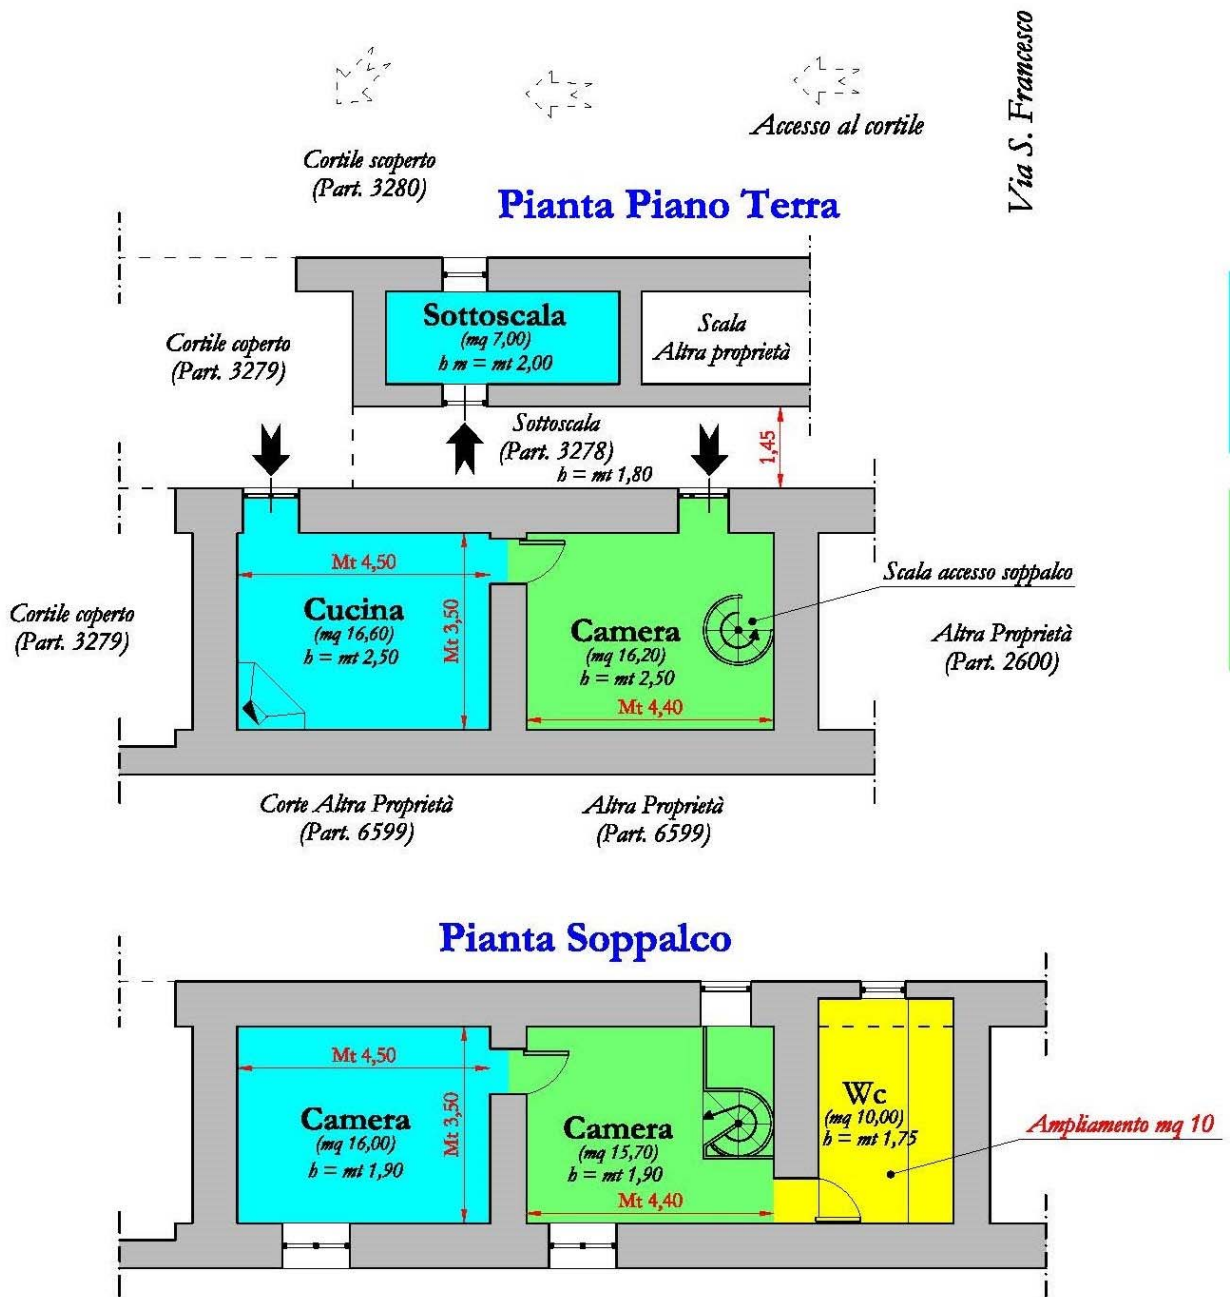 Via S. Francesco
Accesso al cortile
Cortile scoperto
(Part. 3280)
Pianta Piano Terra
Sottoscala
(mq 7,00)
h m = mt 2,00
Scala
Altra proprietà
Cortile coperto
(Part. 3279)
Sottoscala
(Part. 3278)
h = mt 1,80
1,45
Mt 4,50
Mt 3,50
Cucina
(mq 16,60)
h = mt 2,50
Camera
(mq 16,20)
h = mt 2,50
Mt 4,40
Scala accesso soppalco
Cortile coperto
(Part. 3279)
Altra Proprietà
(Part. 2600)
Corte Altra Proprietà
(Part. 6599)
Altra Proprietà
(Part. 6599)
Pianta Soppalco
Mt 4,50
Mt 3,50
Camera
(mq 16,00)
h = mt 1,90
Camera
(mq 15,70)
h = mt 1,90
Mt 4,40
Wc
(mq 10,00)
h = mt 1,75
Ampliamento mq 10